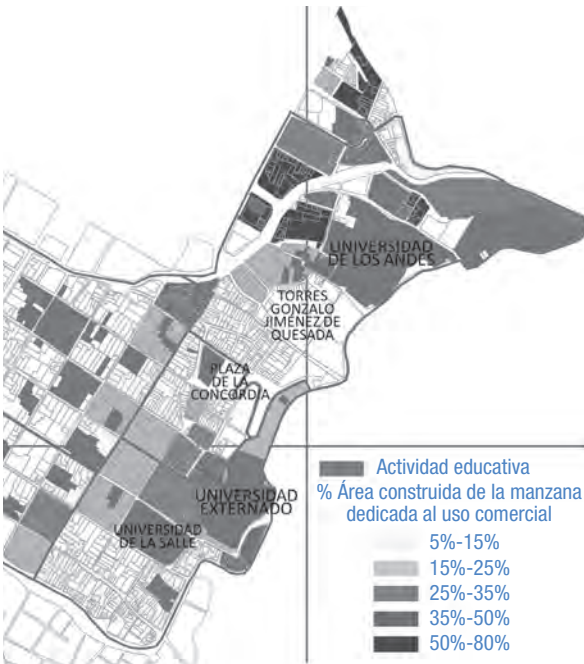 UNIVERSIDAD
DE LOS ANDES
TORRES
GONZALO
JIMÉNEZ DE
QUESADA
PLAZA
DE LA
CONCORDIA
UNIVERSIDAD
EXTERNADO
UNIVERSIDAD
DE LA SALLE
Actividad educativa
% Área construida de la manzana
dedicada al uso comercial
5%-15%
15%-25%
25%-35%
35%-50%
50%-80%